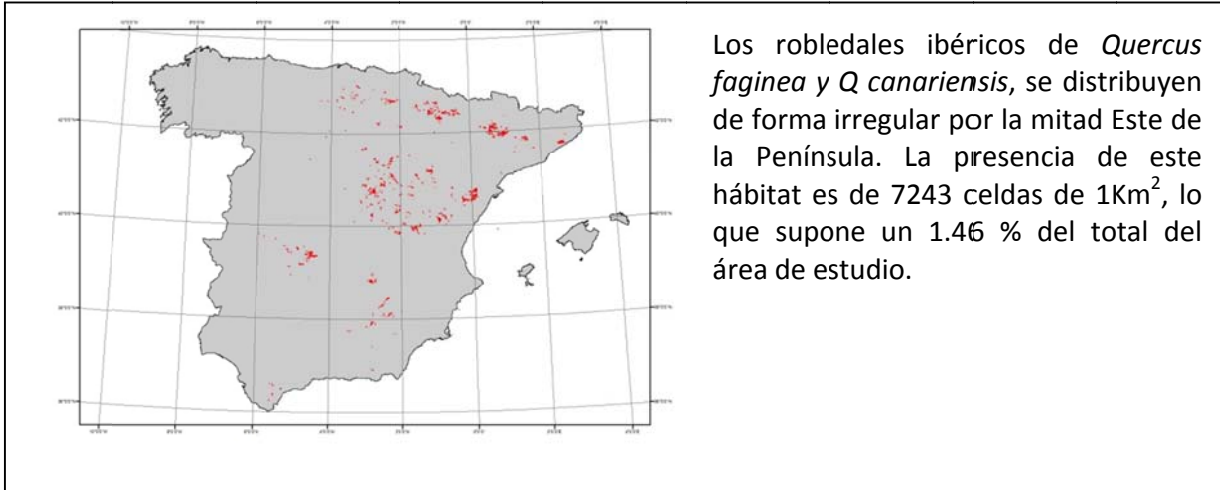 Los robledales ibéricos de Quercus
faginea y Q canariensis, se distribuyen
de forma irregular por la mitad Este de
la Península. La presencia de este
hábitat es de 7243 celdas de 1Km², lo
que supone un 1.46 % del total del
área de estudio.